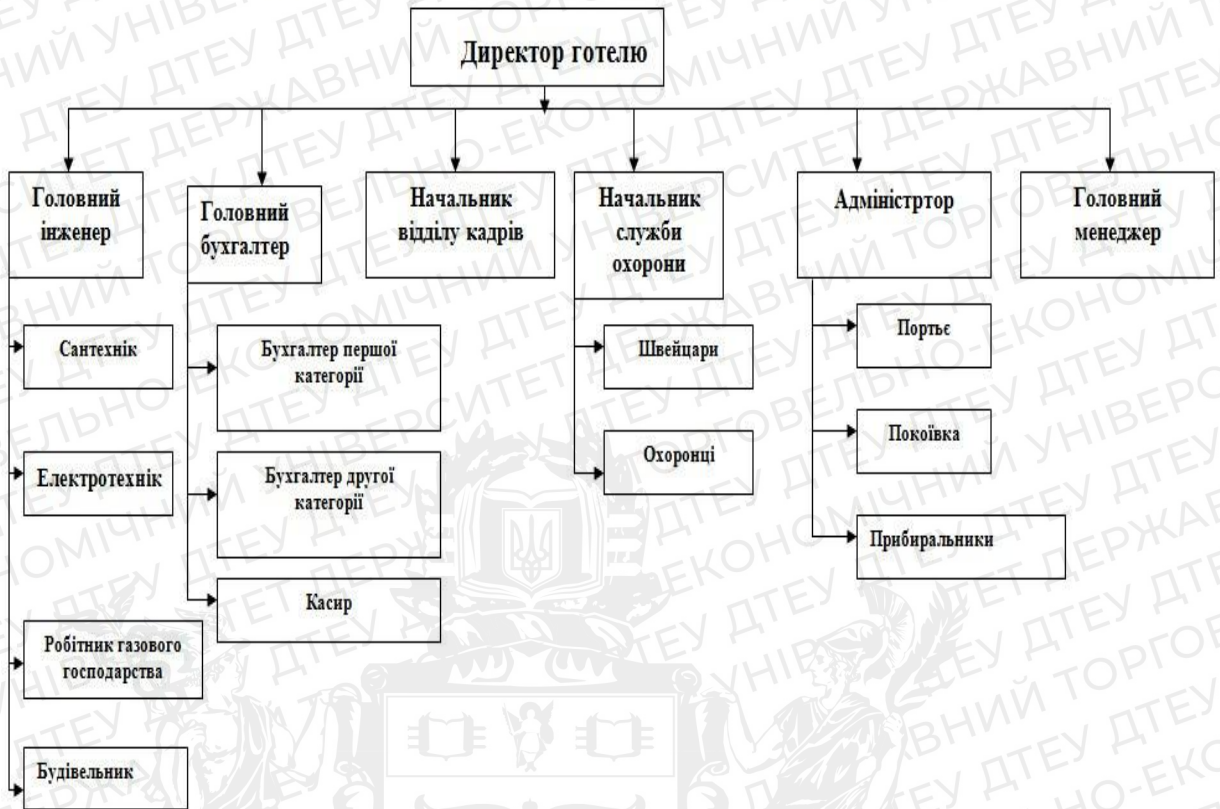 Директор готелю
Головний
інженер
Головний
бухгалтер
Начальник
відділу кадрів
Начальник
служби
охорони
Адміністртор
Головний
менеджер
Сантехнік
Електротехнік
Робітник газового
господарства
Будівельник
Бухгалтер першої
категорії
Бухгалтер другої
категорії
Касир
Швейцари
Охоронці
Портьє
Покоївка
Прибиральники